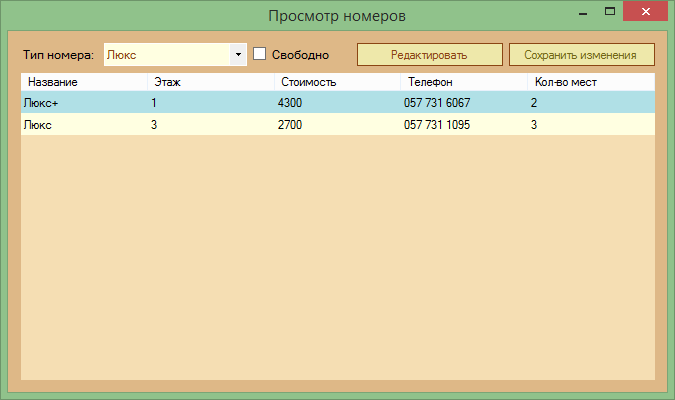 Просмотр номеров
Тип номера: Люкс Свободно Редактировать Сохранить изменения
Название Этаж Стоимость Телефон Кол-во мест
Люкс+ 1 4300 057 731 6067 2
Люкс 3 2700 057 731 1095 3